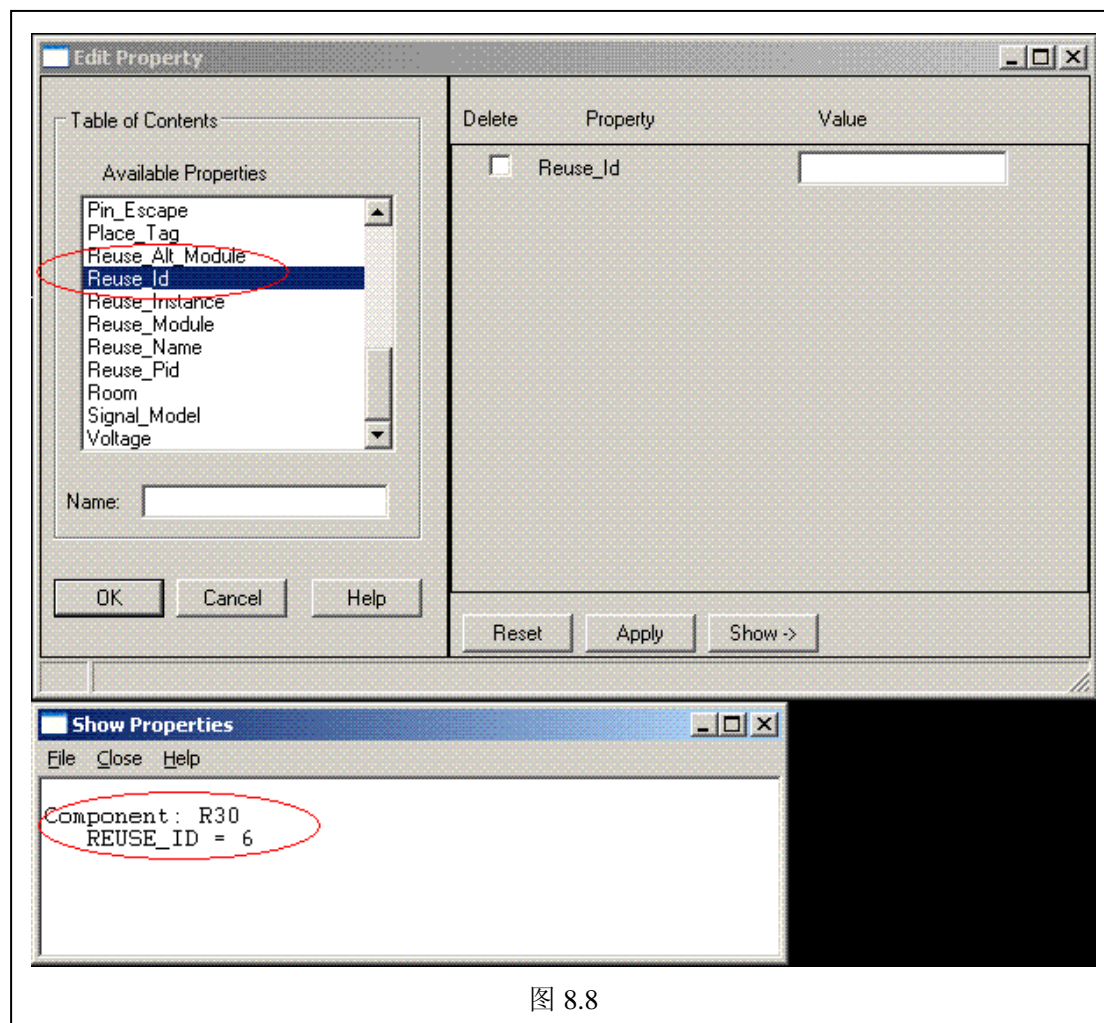 Edit Property
Table of Contents
Available Properties
Pin_Escape
Place_Tag
Reuse_Alt_Module
Reuse_Id
Reuse_Instance
Reuse_Module
Reuse_Name
Reuse_Pid
Room
Signal_Model
Voltage
Name:
OK Cancel Help
Delete Property Value
Reuse_Id
Reset Apply Show ->
Show Properties
File Close Help
Component: R30
REUSE_ID = 6
图 8.8